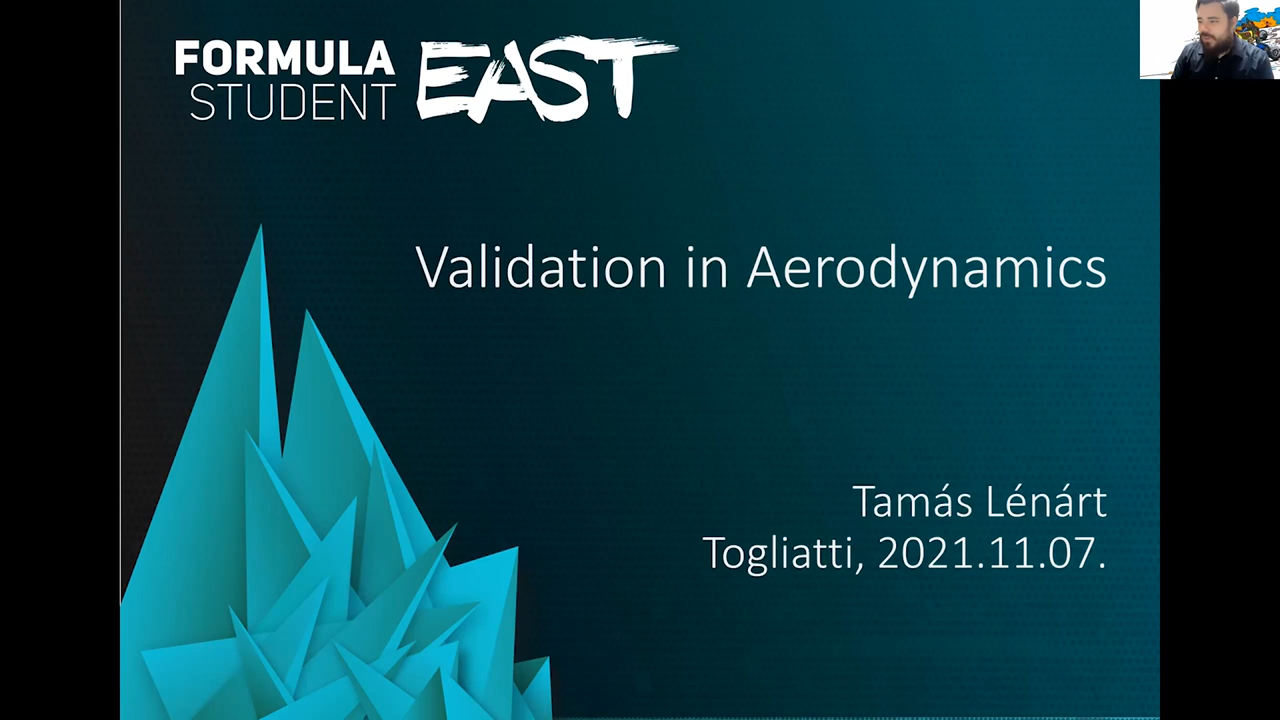 FORMULA
STUDENT
EAST
Validation in Aerodynamics
Tamás Lénárt
Togliatti, 2021.11.07.